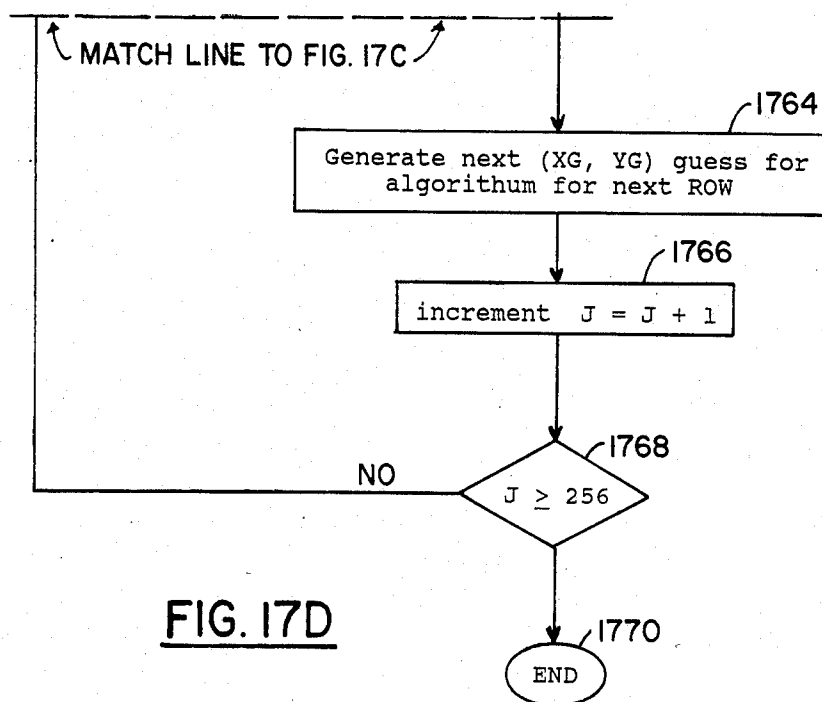 MATCH LINE TO FIG. 17C
1764
Generate next (XG, YG) guess for
algorithum for next ROW
1766
increment J = J + 1
1768
NO
J ≥ 256
FIG. 17D
1770
END